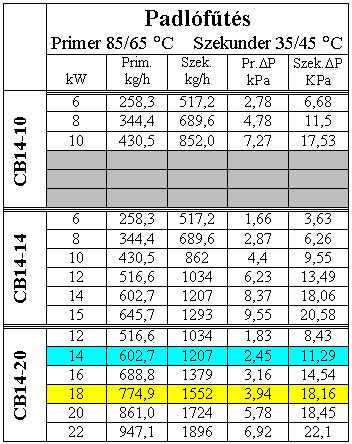 Padlófűtés
Primer 85/65 °C Szekunder 35/45 °C
kW Prim. kg/h Szek. kg/h Pr.ΔP kPa Szek.ΔP KPa
CB14-10
6 258,3 517,2 2,78 6,68
8 344,4 689,6 4,78 11,5
10 430,5 852,0 7,27 17,53
CB14-14
6 258,3 517,2 1,66 3,63
8 344,4 689,6 2,87 6,26
10 430,5 862 4,4 9,55
12 516,6 1034 6,23 13,49
14 602,7 1207 8,37 18,06
15 645,7 1293 9,55 20,58
CB14-20
12 516,6 1034 1,83 8,43
14 602,7 1207 2,45 11,29
16 688,8 1379 3,16 14,54
18 774,9 1552 3,94 18,16
20 861,0 1724 5,78 18,45
22 947,1 1896 6,92 22,1